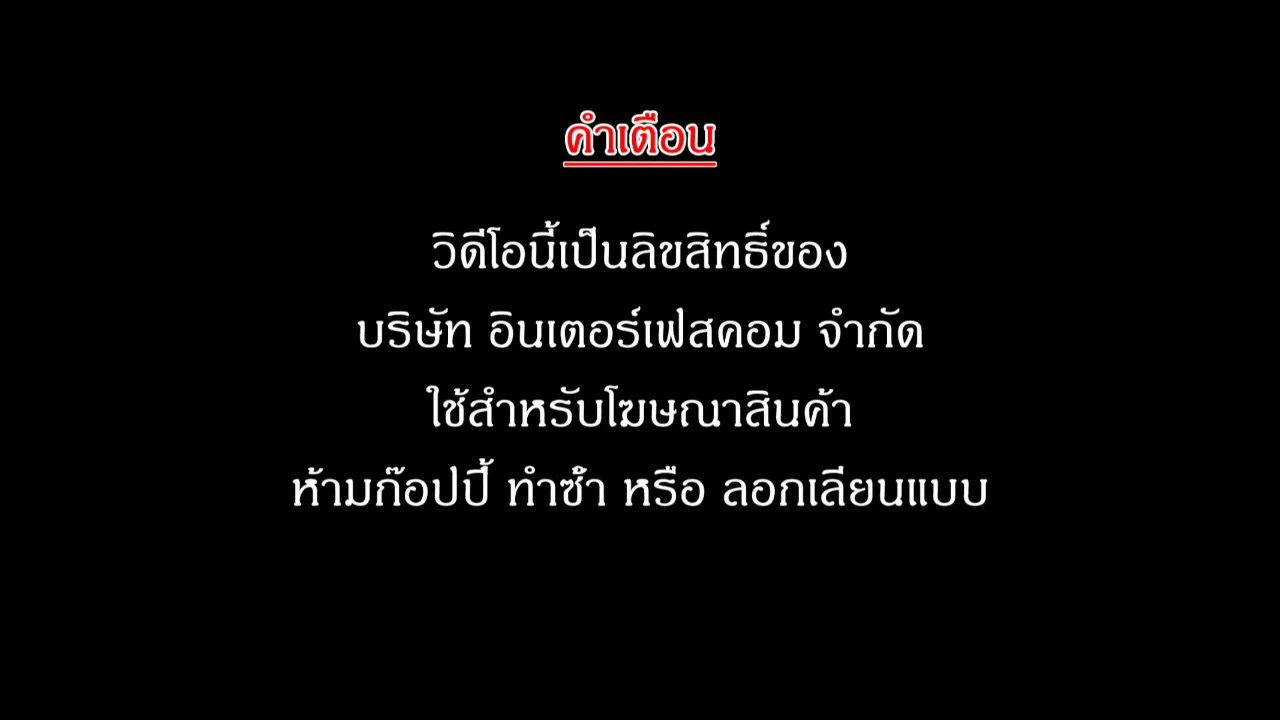 คำเตือน
วิดีโอนี้เป็นลิขสิทธิ์ของ
บริษัท อินเตอร์เฟสคอม จำกัด
ใช้สำหรับโฆษณาสินค้า
ห้ามก๊อปปี้ ทำซ้ำ หรือ ลอกเลียนแบบ